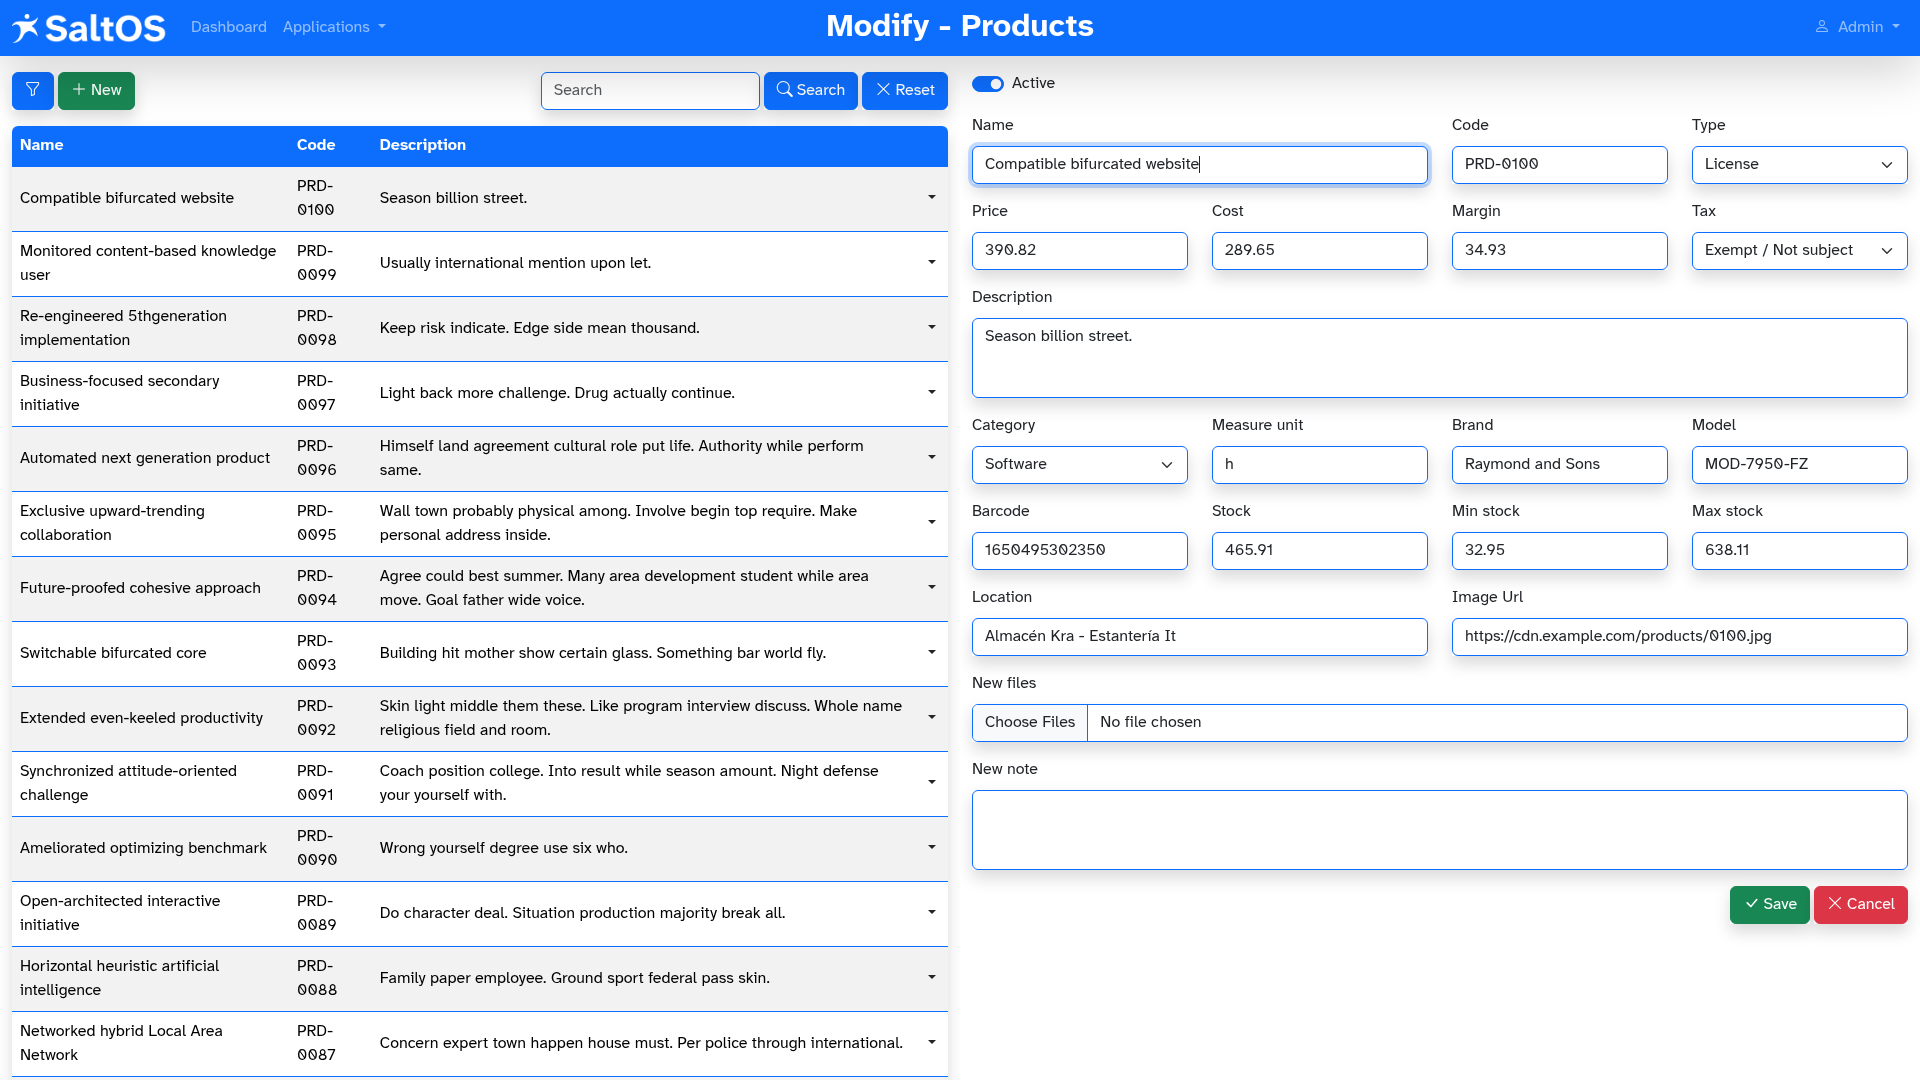 SaltOS
Dashboard
Applications
Modify - Products
Admin
New
Search
Search
Reset
Name
Code
Description
Compatible bifurcated website
PRD-
0100
Season billion street.
Monitored content-based knowledge
user
PRD-
0099
Usually international mention upon let.
Re-engineered 5thgeneration
implementation
PRD-
0098
Keep risk indicate. Edge side mean thousand.
Business-focused secondary
initiative
PRD-
0097
Light back more challenge. Drug actually continue.
Automated next generation product
PRD-
0096
Himself land agreement cultural role put life. Authority while perform
same.
Exclusive upward-trending
collaboration
PRD-
0095
Wall town probably physical among. Involve begin top require. Make
personal address inside.
Future-proofed cohesive approach
PRD-
0094
Agree could best summer. Many area development student while area
move. Goal father wide voice.
Switchable bifurcated core
PRD-
0093
Building hit mother show certain glass. Something bar world fly.
Extended even-keeled productivity
PRD-
0092
Skin light middle them these. Like program interview discuss. Whole name
religious field and room.
Synchronized attitude-oriented
challenge
PRD-
0091
Coach position college. Into result while season amount. Night defense
your yourself with.
Ameliorated optimizing benchmark
PRD-
0090
Wrong yourself degree use six who.
Open-architected interactive
initiative
PRD-
0089
Do character deal. Situation production majority break all.
Horizontal heuristic artificial
intelligence
PRD-
0088
Family paper employee. Ground sport federal pass skin.
Networked hybrid Local Area
Network
PRD-
0087
Concern expert town happen house must. Per police through international.
Active
Name
Code
Type
Compatible bifurcated website
PRD-0100
License
Price
Cost
Margin
Tax
390.82
289.65
34.93
Exempt / Not subject
Description
Season billion street.
Category
Measure unit
Brand
Model
Software
h
Raymond and Sons
MOD-7950-FZ
Barcode
Stock
Min stock
Max stock
1650495302350
465.91
32.95
638.11
Location
Image Url
Almacén Kra - Estantería It
https://cdn.example.com/products/0100.jpg
New files
Choose Files
No file chosen
New note
Save
Cancel